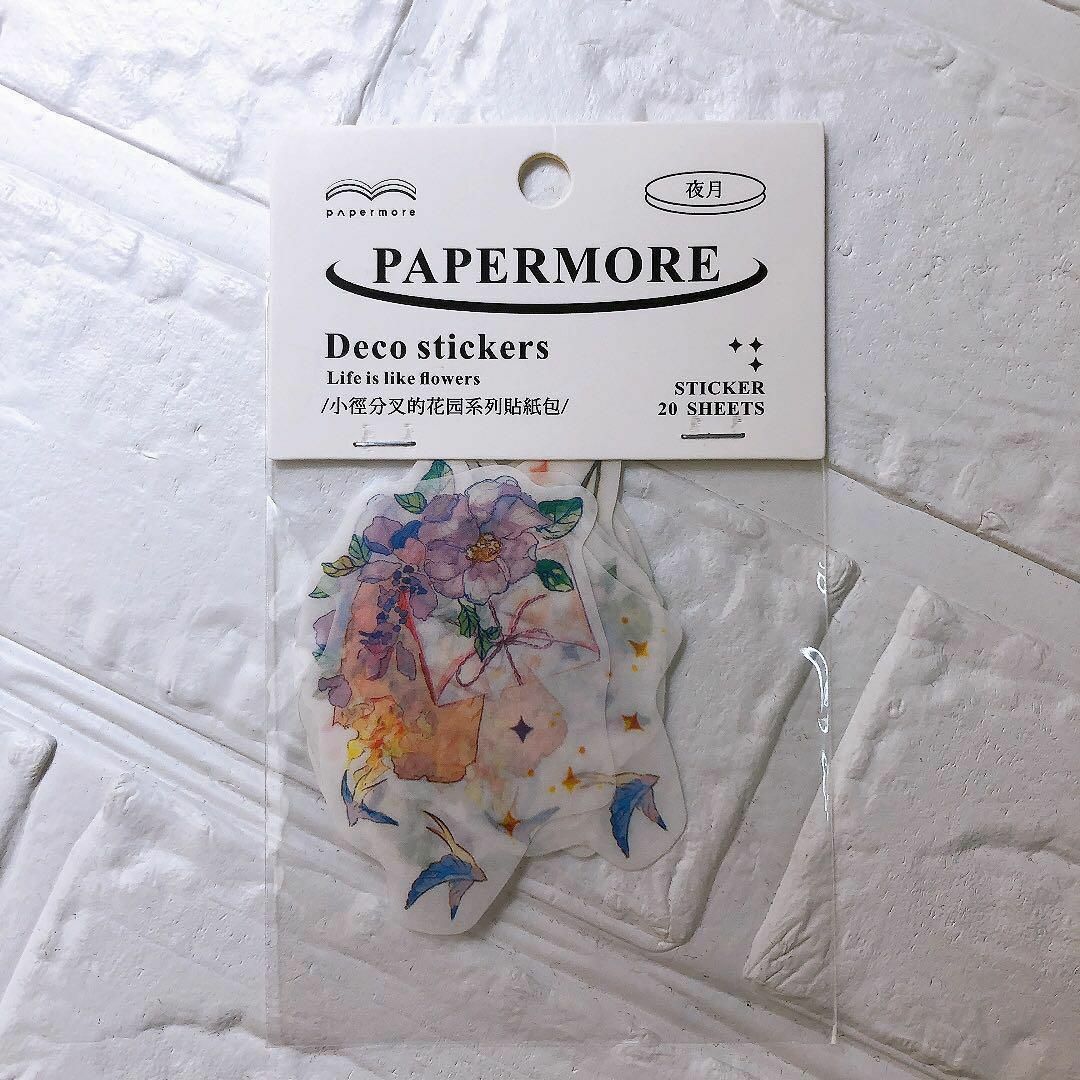 papermore
夜月
PAPERMORE
Deco stickers
Life is like flowers
/小徑分叉的花园系列貼紙包/
STICKER
20 SHEETS